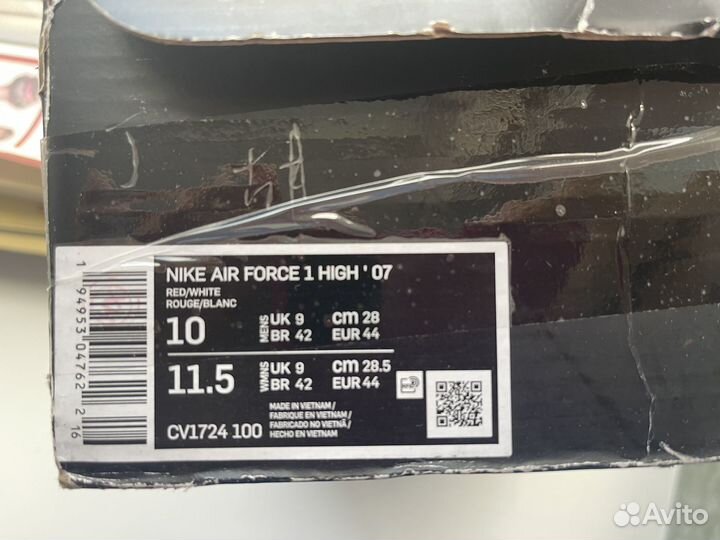 NIKE AIR FORCE 1 HIGH ' 07
RED/WHITE
ROUGE/BLANC
10 MENS UK 9 cm 28
BR 42 EUR 44
11.5 WMNS UK 9 cm 28.5
BR 42 EUR 44
CV1724 100
MADE IN VIETNAM /
FABRIQUE EN VIETNAM /
FABRICADO NO VIETNÃ /
HECHO EN VIETNAM
1 94953 04762 2 16
Avito